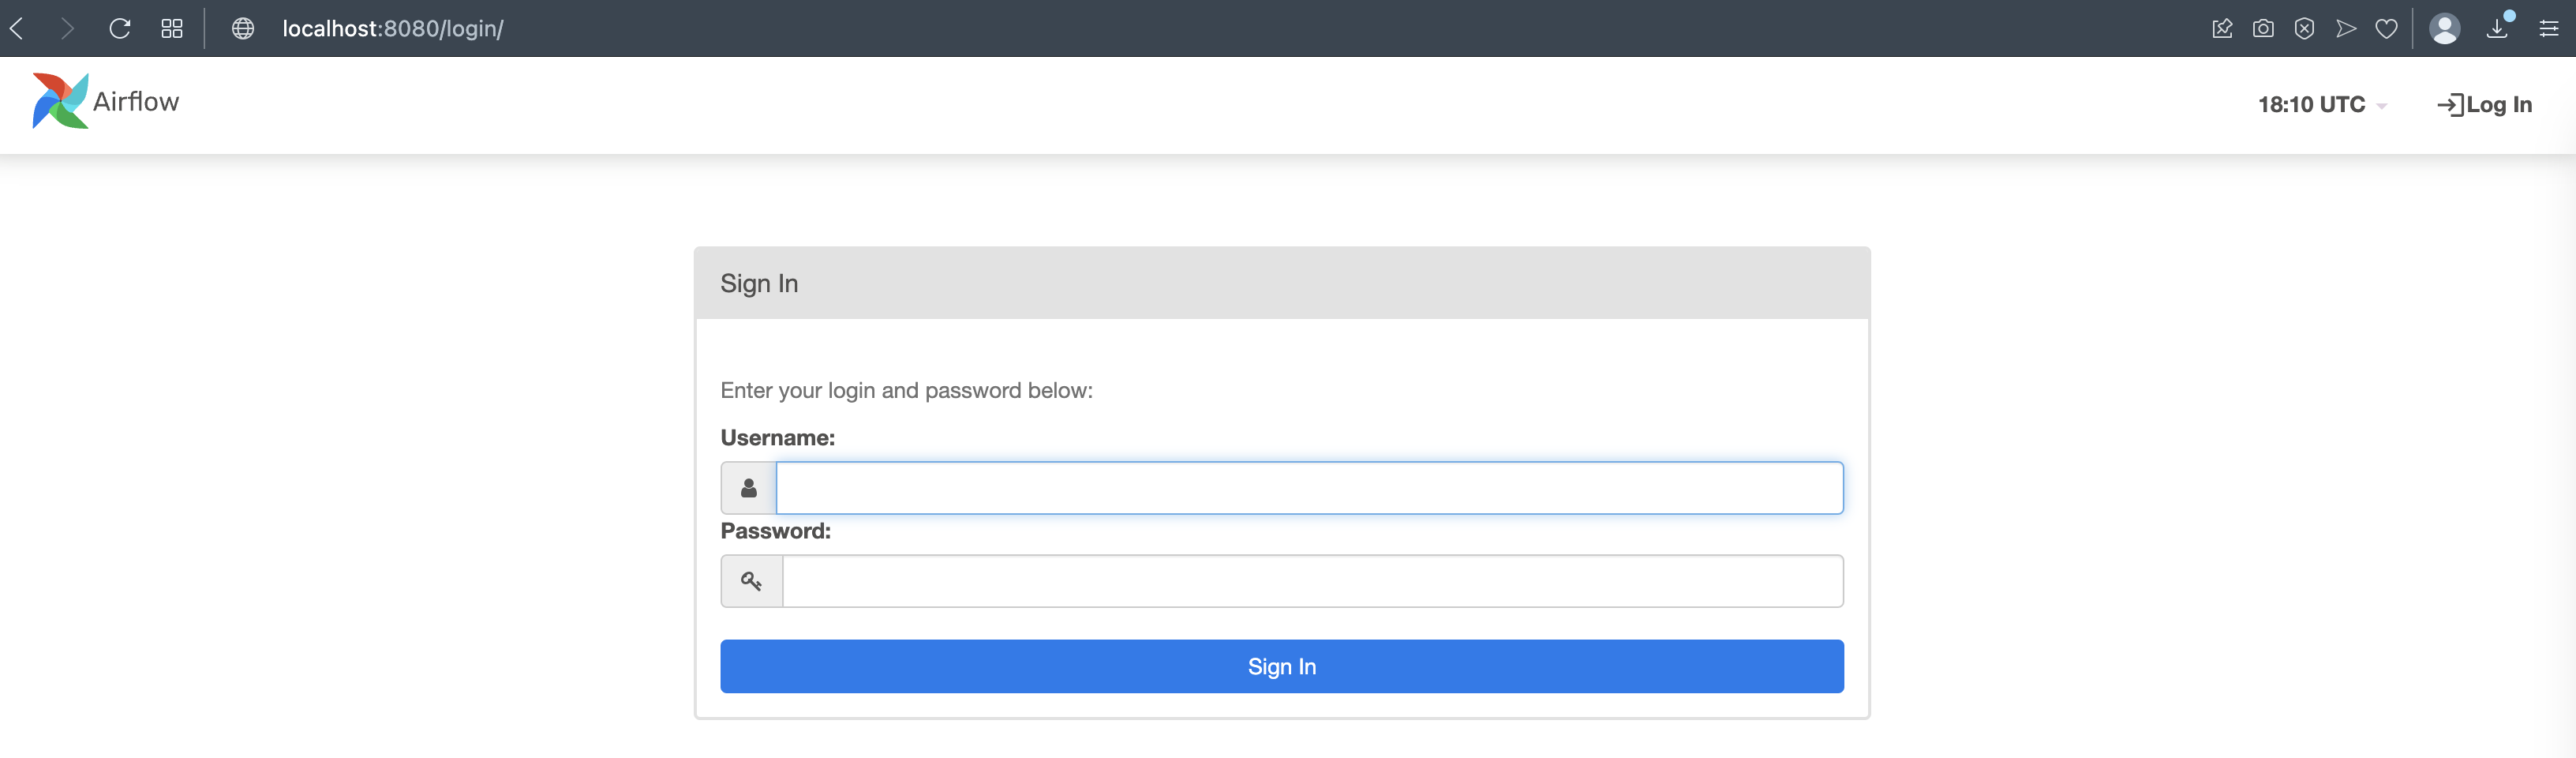 localhost:8080/login/
Airflow
18:10 UTC
Log In
Sign In
Enter your login and password below:
Username:
Password:
Sign In